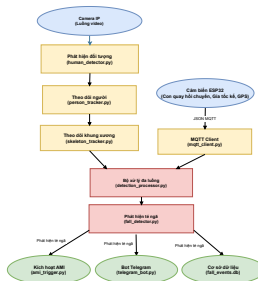 Camera IP
(Luồng video)
Phát hiện đối tượng
(human_detector.py)
Theo dõi người
(person_tracker.py)
Cảm biến ESP32
(Con quay hồi chuyển, Gia tốc kế, GPS)
JSON MQTT
Theo dõi khung xương
(skeleton_tracker.py)
MQTT Client
(mqtt_client.py)
Bộ xử lý đa luồng
(detection_processor.py)
Phát hiện té ngã
(fall_detector.py)
Phát hiện té ngã
Phát hiện té ngã
Phát hiện té ngã
Kích hoạt AMI
(ami_trigger.py)
Bot Telegram
(telegram_bot.py)
Cơ sở dữ liệu
(fall_events.db)